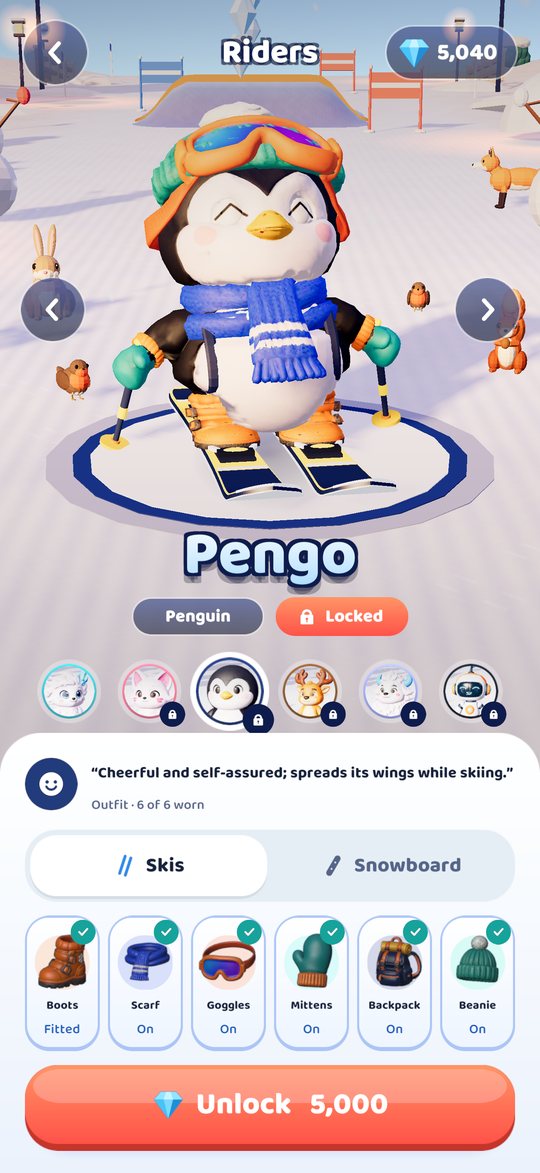 Riders
5,040
Pengo
Penguin
Locked
“Cheerful and self-assured; spreads its wings while skiing.”
Outfit · 6 of 6 worn
Skis
Snowboard
Boots
Scarf
Goggles
Mittens
Backpack
Beanie
Fitted
On
On
On
On
On
Unlock 5,000